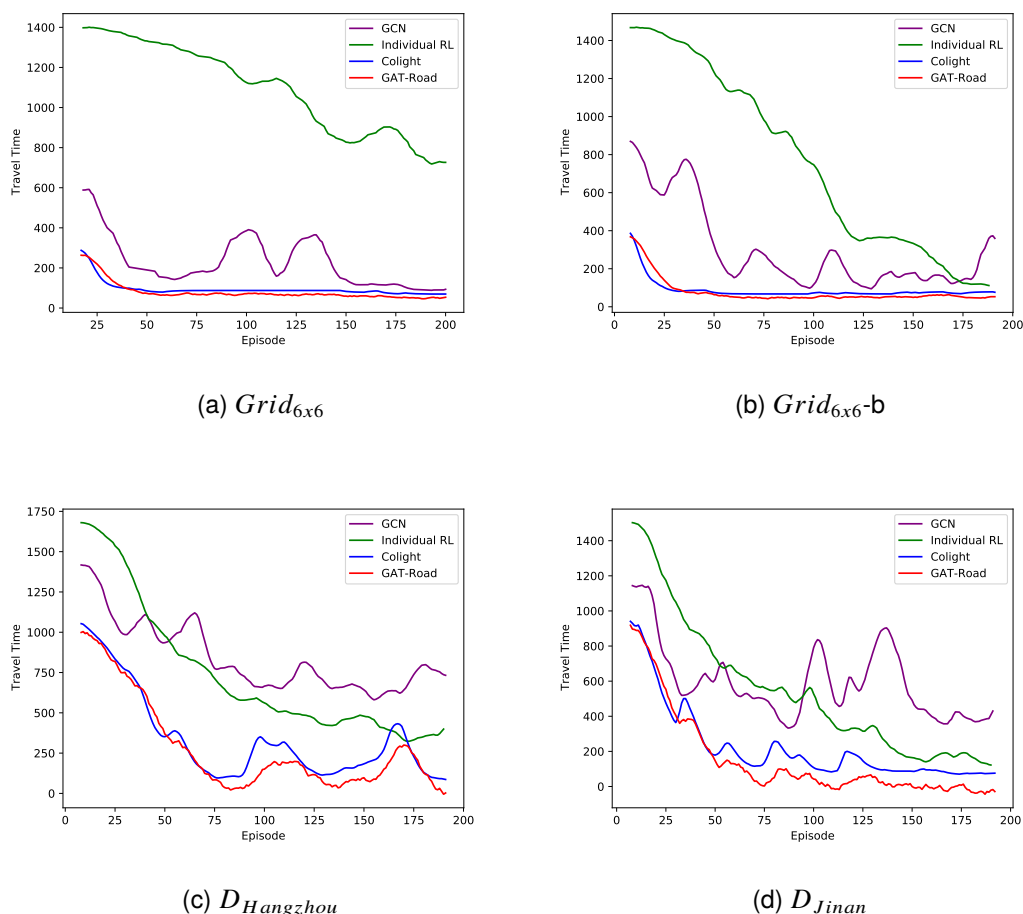 GCN
Individual RL
Colight
GAT-Road
1400
1200
1000
800
600
400
200
0
Travel Time
25
50
75
100
125
150
175
200
Episode
(a) Grid6x6
GCN
Individual RL
Colight
GAT-Road
1400
1200
1000
800
600
400
200
0
Travel Time
0
25
50
75
100
125
150
175
200
Episode
(b) Grid6x6-b
GCN
Individual RL
Colight
GAT-Road
1750
1500
1250
1000
750
500
250
0
Travel Time
0
25
50
75
100
125
150
175
200
Episode
(c) DHangzhou
GCN
Individual RL
Colight
GAT-Road
1400
1200
1000
800
600
400
200
0
Travel Time
0
25
50
75
100
125
150
175
200
Episode
(d) DJinan